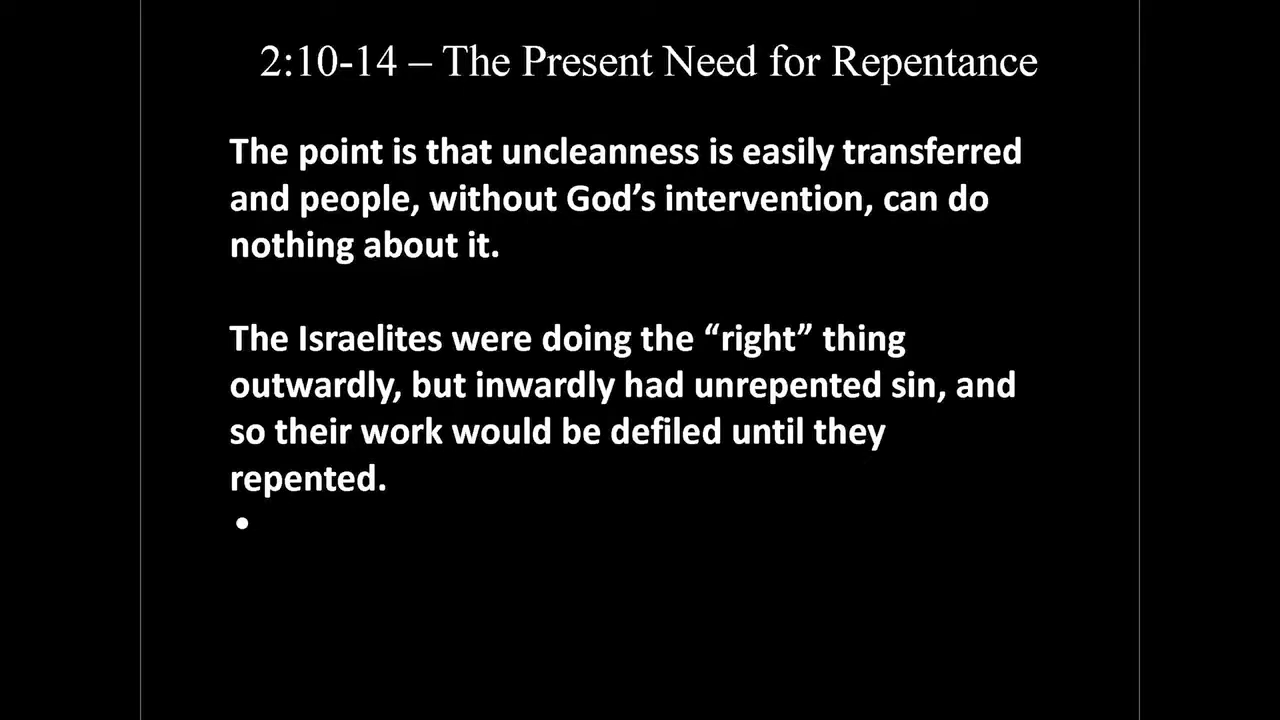 2:10-14 – The Present Need for Repentance
The point is that uncleanness is easily transferred
and people, without God’s intervention, can do
nothing about it.
The Israelites were doing the “right” thing
outwardly, but inwardly had unrepented sin, and
so their work would be defiled until they
repented.
•